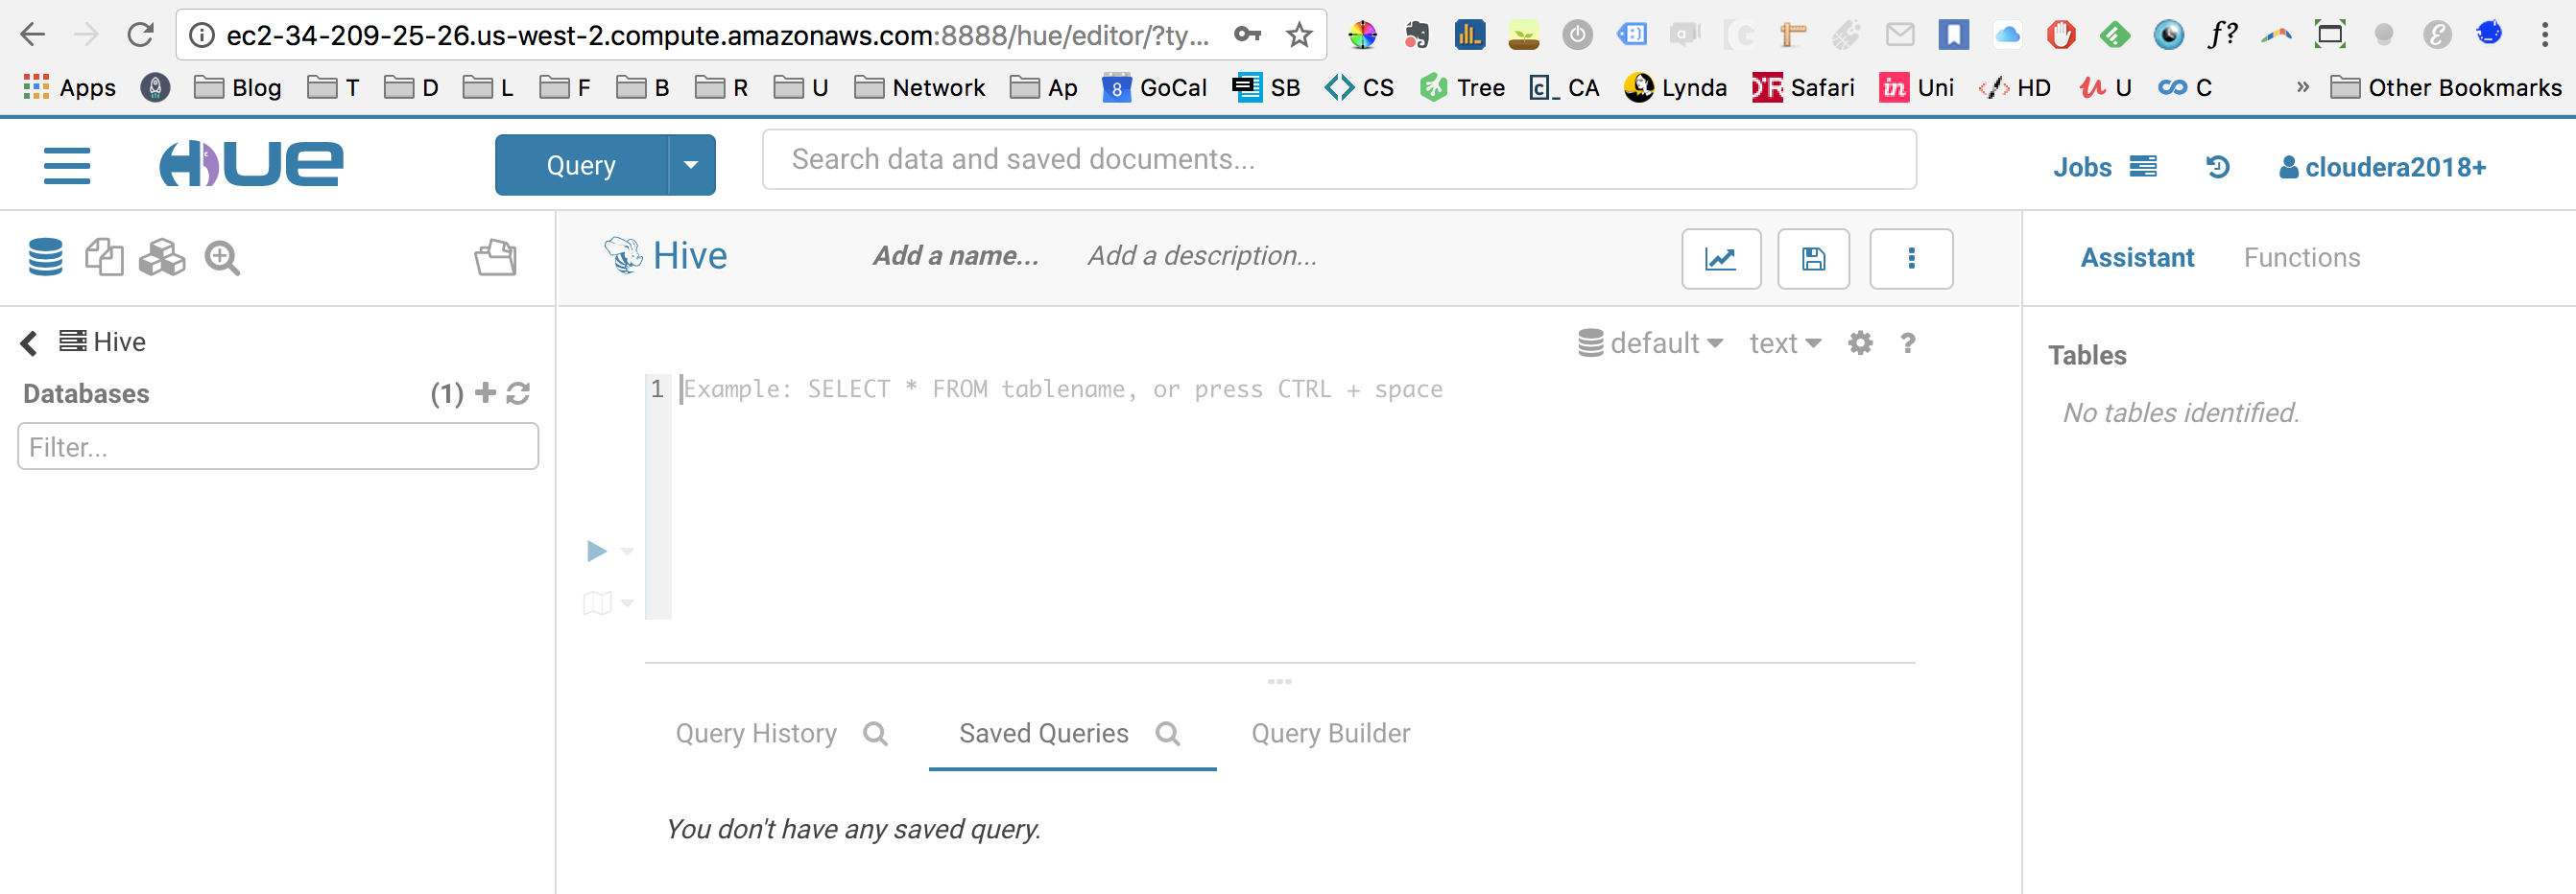 ec2-34-209-25-26.us-west-2.compute.amazonaws.com:8888/hue/editor/?ty... f?
Apps Blog T D L F B R U Network Ap 8 GoCal SB CS c_ CA Lynda Safari in Uni HD U C » Other Bookmarks
HUE Query Search data and saved documents... Jobs cloudera2018+
Hive Add a name... Add a description... Assistant Functions
Hive default text ?
Tables
Databases (1)
1 Example: SELECT * FROM tablename, or press CTRL + space
No tables identified.
Filter...
Query History Saved Queries Query Builder
You don't have any saved query.